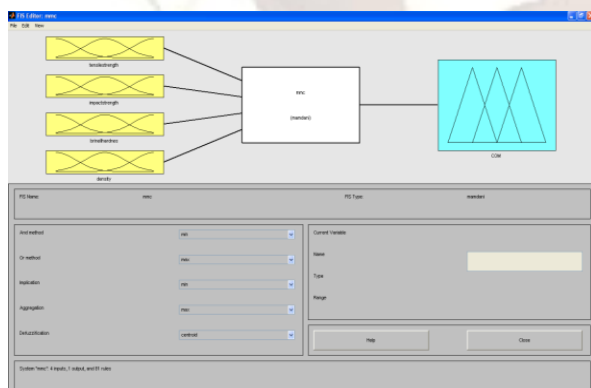 FIS Editor: mmc
File Edit View
tensilestrength
impactstrength
brinellhardness
density
mmc
(mamdani)
COM
FIS Name: mmc FIS Type: mamdani
And method min
Or method max
Implication min
Aggregation max
Defuzzification centroid
Current Variable
Name
Type
Range
Help Close
System "mmc": 4 inputs, 1 output, and 81 rules